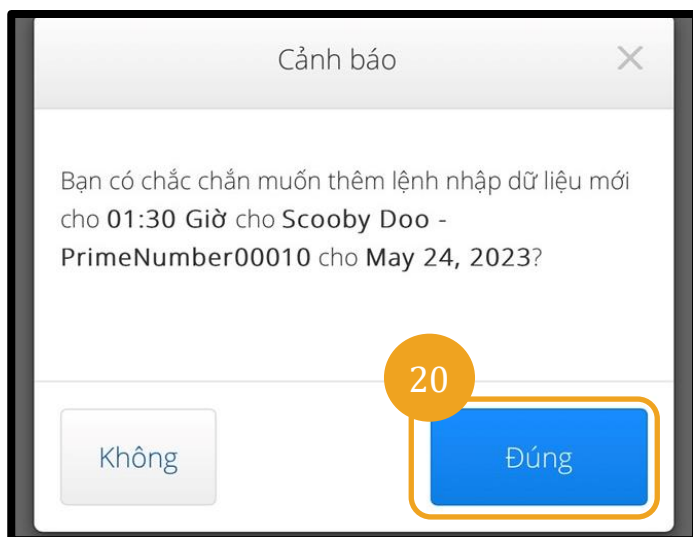 Cảnh báo
Bạn có chắc chắn muốn thêm lệnh nhập dữ liệu mới
cho 01:30 Giờ cho Scooby Doo -
PrimeNumber00010 cho May 24, 2023?
20
Không
Đúng